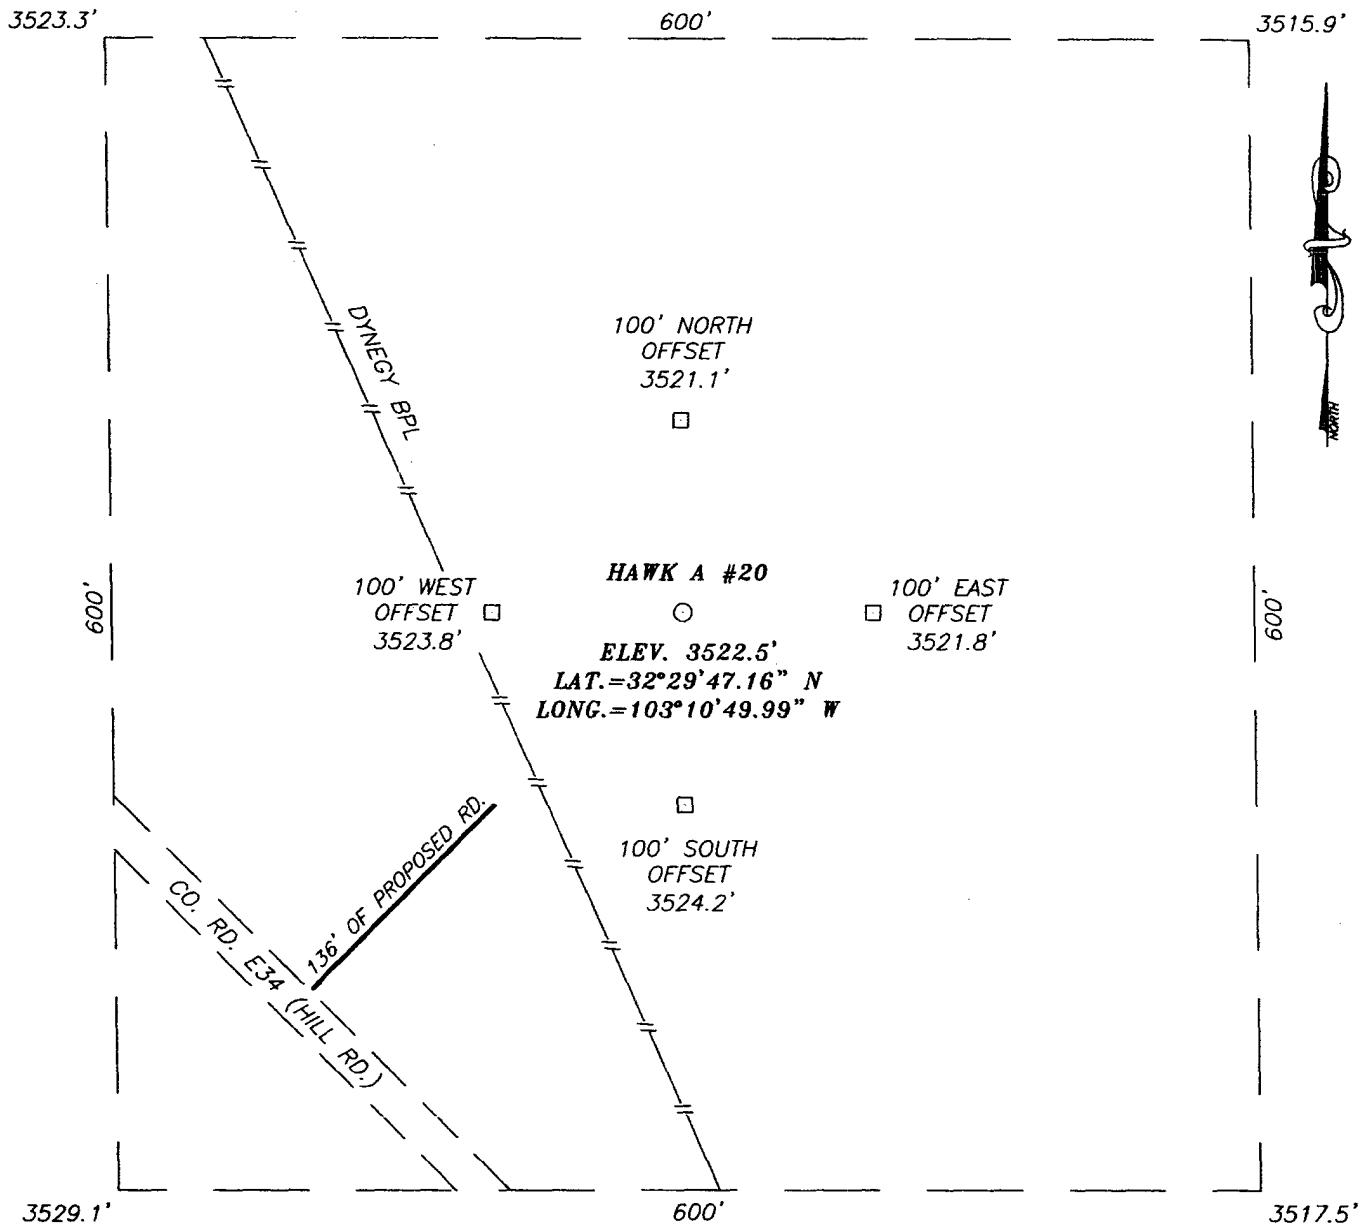 3523.3'
600'
3515.9'
NORTH
DYNEGY BPL
100' NORTH
OFFSET
3521.1'
600'
100' WEST
OFFSET
3523.8'
HAWK A #20
ELEV. 3522.5'
LAT.=32°29'47.16" N
LONG.=103°10'49.99" W
100' EAST
OFFSET
3521.8'
600'
136' OF PROPOSED RD.
100' SOUTH
OFFSET
3524.2'
CO. RD. E34 (HILL RD.)
3529.1'
600'
3517.5'